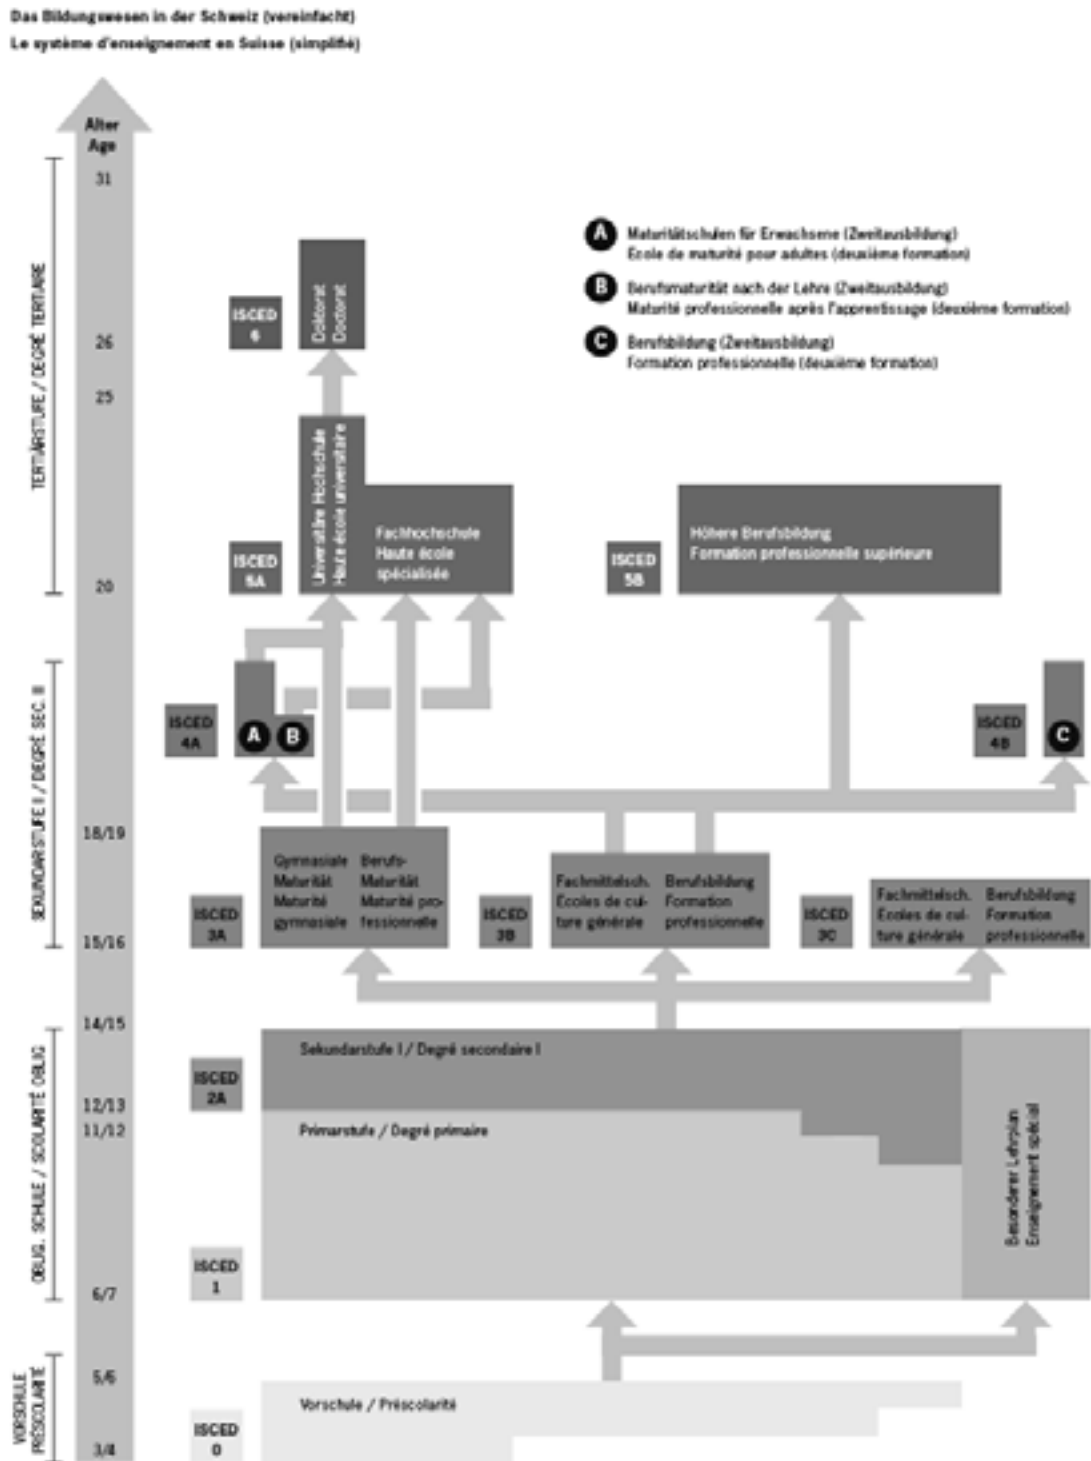 Das Bildungswesen in der Schweiz (vereinfacht)
Le système d'enseignement en Suisse (simplifié)
Alter
Age
31
26
25
20
18/19
15/16
14/15
12/13
11/12
6/7
5/6
3/4
TERTIÄRSTUFE / DEGRÉ TERTIAIRE
SEKUNDARSTUFE II / DEGRÉ SEC. II
OBLIG. SCHULE / SCOLARITÉ OBLIG
VORSCHULE
PRÉSCOLARITÉ
A Maturitätschulen für Erwachsene (Zweitausbildung)
Ecole de maturité pour adultes (deuxième formation)
B Berufsmaturität nach der Lehre (Zweitausbildung)
Maturité professionnelle après l'apprentissage (deuxième formation)
C Berufsbildung (Zweitausbildung)
Formation professionnelle (deuxième formation)
ISCED
6
Doktorat
Doctorat
ISCED
5A
Universitäre Hochschule
Haute école universitaire
Fachhochschule
Haute école
spécialisée
ISCED
5B
Höhere Berufsbildung
Formation professionnelle supérieure
ISCED
4A
A
B
ISCED
4B
C
ISCED
3A
Gymnasiale
Maturität
Maturité
gymnasiale
Berufs-
Maturität
Maturité pro-
fessionnelle
ISCED
3B
Fachmittelsch.
Ecoles de cul-
ture générale
Berufsbildung
Formation
professionnelle
ISCED
3C
Fachmittelsch.
Ecoles de cul-
ture générale
Berufsbildung
Formation
professionnelle
ISCED
2A
Sekundarstufe I / Degré secondaire I
Primarstufe / Degré primaire
Besonderer Lehrplan
Enseignement spécial
ISCED
1
Vorschule / Préscolarité
ISCED
0